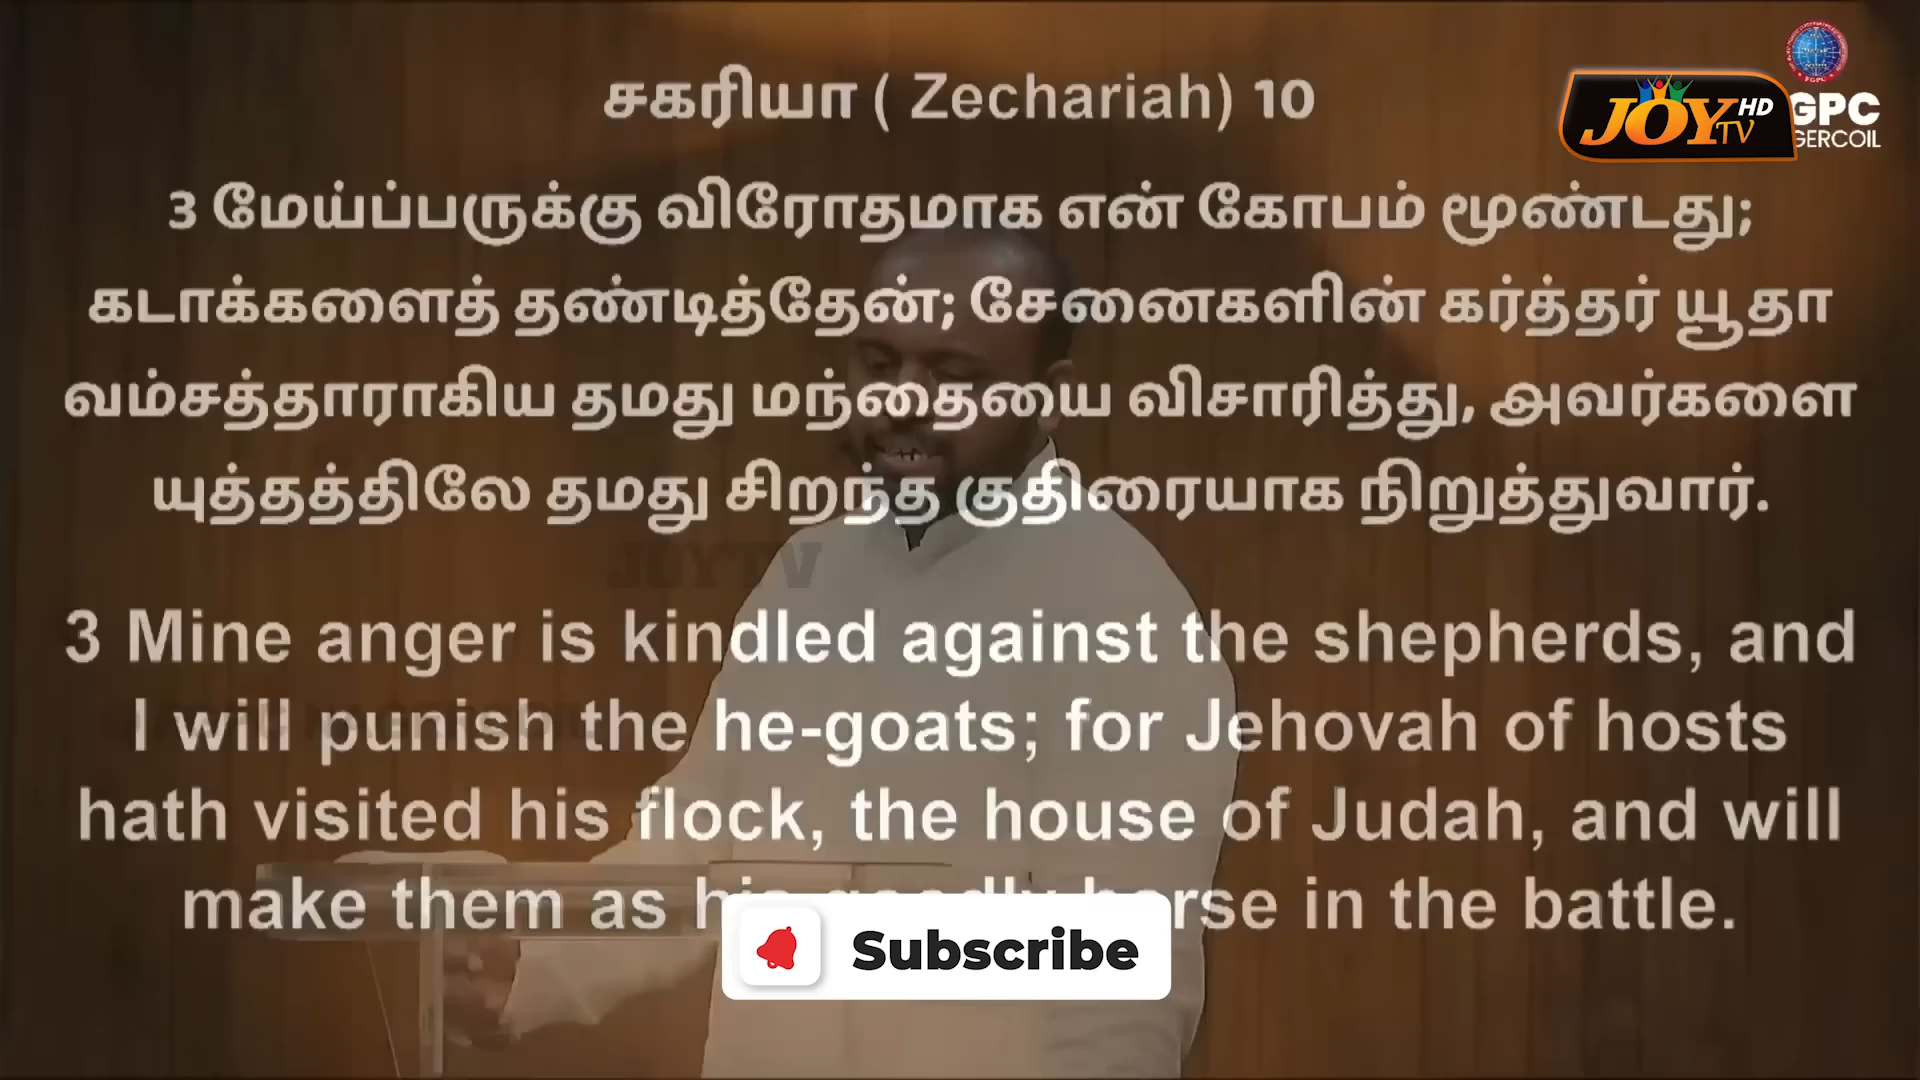 சகரியா ( Zechariah) 10
JOY TV HD
GPC
GERCOIL
3 மேய்ப்பருக்கு விரோதமாக என் கோபம் மூண்டது;
கடாக்களைத் தண்டித்தேன்; சேனைகளின் கர்த்தர் யூதா
வம்சத்தாராகிய தமது மந்தையை விசாரித்து, அவர்களை
யுத்தத்திலே தமது சிறந்த குதிரையாக நிறுத்துவார்.
JOYTV
3 Mine anger is kindled against the shepherds, and
I will punish the he-goats; for Jehovah of hosts
hath visited his flock, the house of Judah, and will
make them as in the battle.
Subscribe